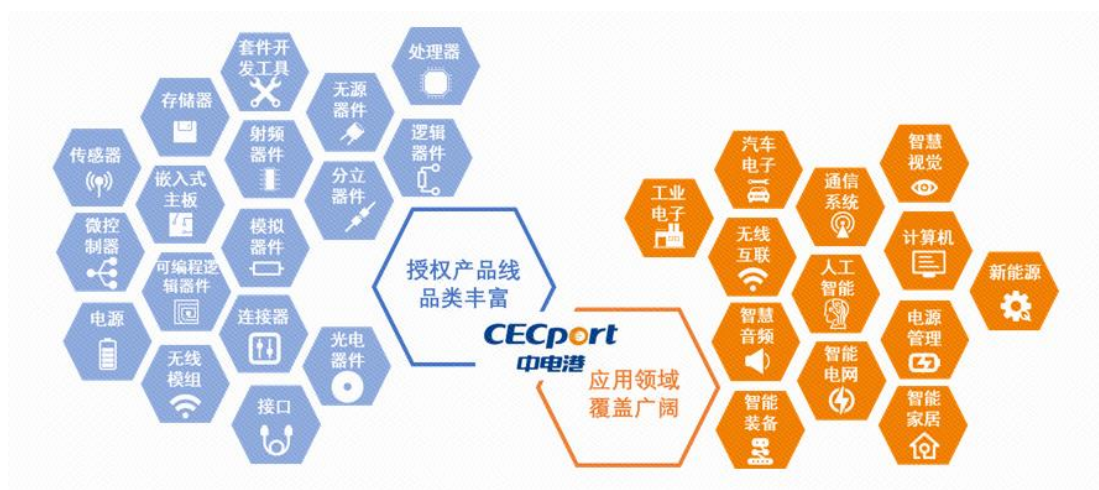 套件开
发工具
处理器
存储器
无源
器件
射频
器件
逻辑
器件
传感器
嵌入式
主板
分立
器件
微控
制器
模拟
器件
可编程逻
辑器件
电源
连接器
光电
器件
无线
模组
接口
授权产品线
品类丰富
CECport
中电港
应用领域
覆盖广阔
工业
电子
汽车
电子
通信
系统
智慧
视觉
无线
互联
人工
智能
计算机
新能源
智慧
音频
智能
电网
电源
管理
智能
装备
智能
家居